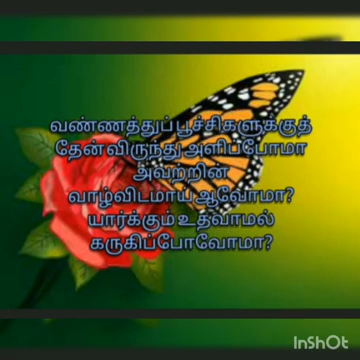 வண்ணத்துப்பூச்சிகளுக்குத்
தேன் விருந்து அளிப்போமா
அவற்றின்
வாழ்விடமாய் ஆவோமா?
யார்க்கும் உதவாமல்
கருகிப்போவோமா?
InShOt